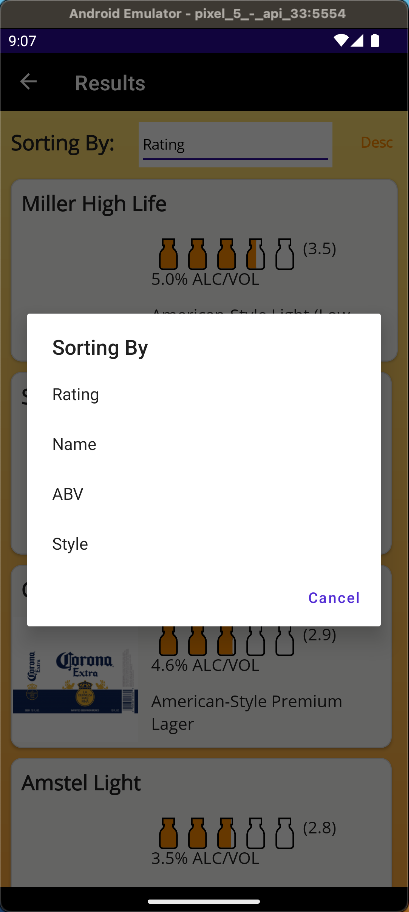 Android Emulator - pixel_5_-_api_33:5554
9:07
Results
Sorting By:
Rating
Desc
Miller High Life
(3.5)
5.0% ALC/VOL
American-Style Light (Low
Sorting By
Rating
Name
ABV
Style
Cancel
(2.9)
4.6% ALC/VOL
Corona
Extra
American-Style Premium
Lager
Amstel Light
(2.8)
3.5% ALC/VOL